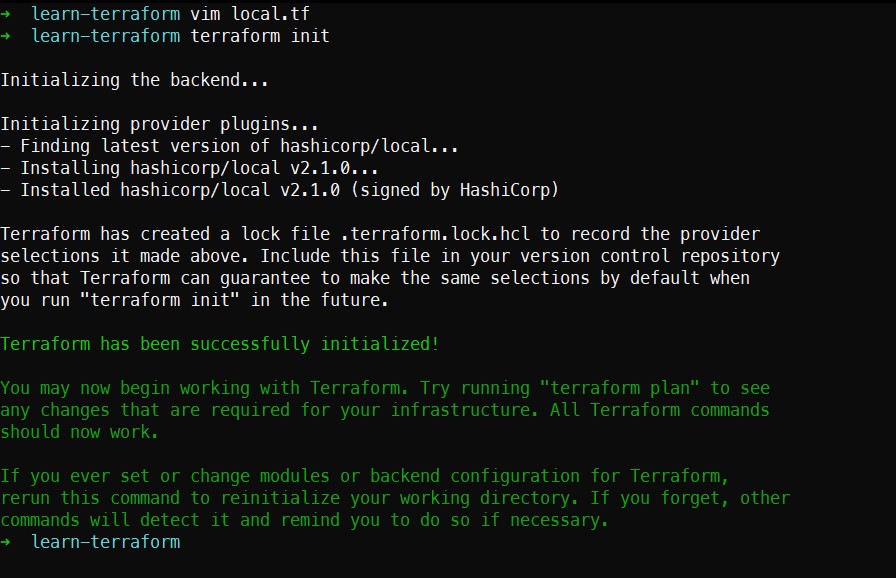 ➜  learn-terraform vim local.tf
➜  learn-terraform terraform init
Initializing the backend...
Initializing provider plugins...
- Finding latest version of hashicorp/local...
- Installing hashicorp/local v2.1.0...
- Installed hashicorp/local v2.1.0 (signed by HashiCorp)
Terraform has created a lock file .terraform.lock.hcl to record the provider
selections it made above. Include this file in your version control repository
so that Terraform can guarantee to make the same selections by default when
you run "terraform init" in the future.
Terraform has been successfully initialized!
You may now begin working with Terraform. Try running "terraform plan" to see
any changes that are required for your infrastructure. All Terraform commands
should now work.
If you ever set or change modules or backend configuration for Terraform,
rerun this command to reinitialize your working directory. If you forget, other
commands will detect it and remind you to do so if necessary.
➜  learn-terraform